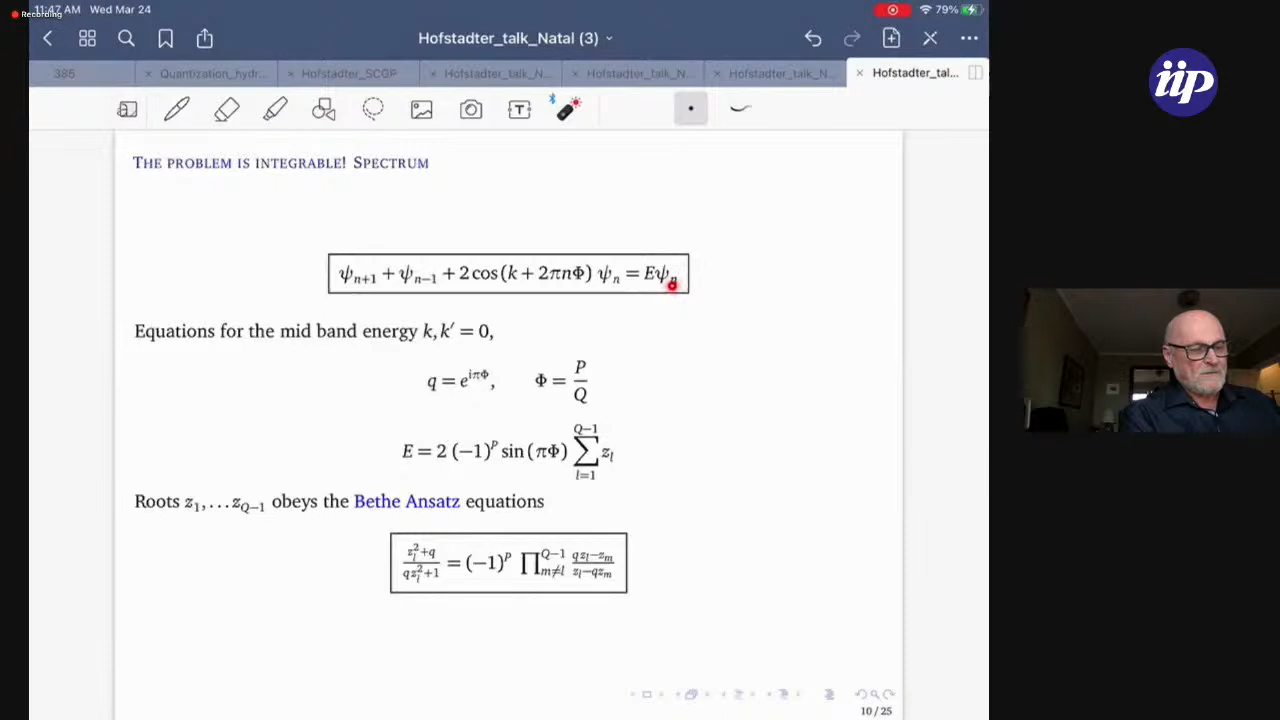 11:47 AM Wed Mar 24
Recording
79%
Hofstadter_talk_Natal (3)
385
Quantization_hydr...
Hofstadter_SCGP
Hofstadter_talk_N...
Hofstadter_talk_N...
Hofstadter_talk_N...
Hofstadter_tal...
iip
T
THE PROBLEM IS INTEGRABLE! SPECTRUM
ψ_{n+1} + ψ_{n−1} + 2 cos(k + 2πnΦ) ψ_n = Eψ_n
Equations for the mid band energy k, k′ = 0,
q = e^{iπΦ}, Φ = P/Q
E = 2 (−1)^P sin(πΦ) ∑_{l=1}^{Q−1} z_l
Roots z_1, … z_{Q−1} obeys the Bethe Ansatz equations
(z_l^2+q)/(qz_l^2+1) = (−1)^P ∏_{m≠l}^{Q−1} (qz_l−z_m)/(z_l−qz_m)
10 / 25